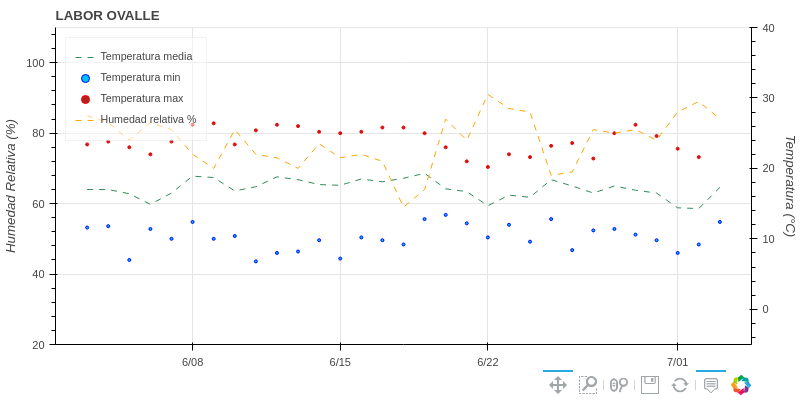 LABOR OVALLE
Temperatura media
Temperatura min
Temperatura max
Humedad relativa %
Humedad Relativa (%)
100
80
60
40
20
40
30
20
10
0
Temperatura (°C)
6/08
6/15
6/22
7/01